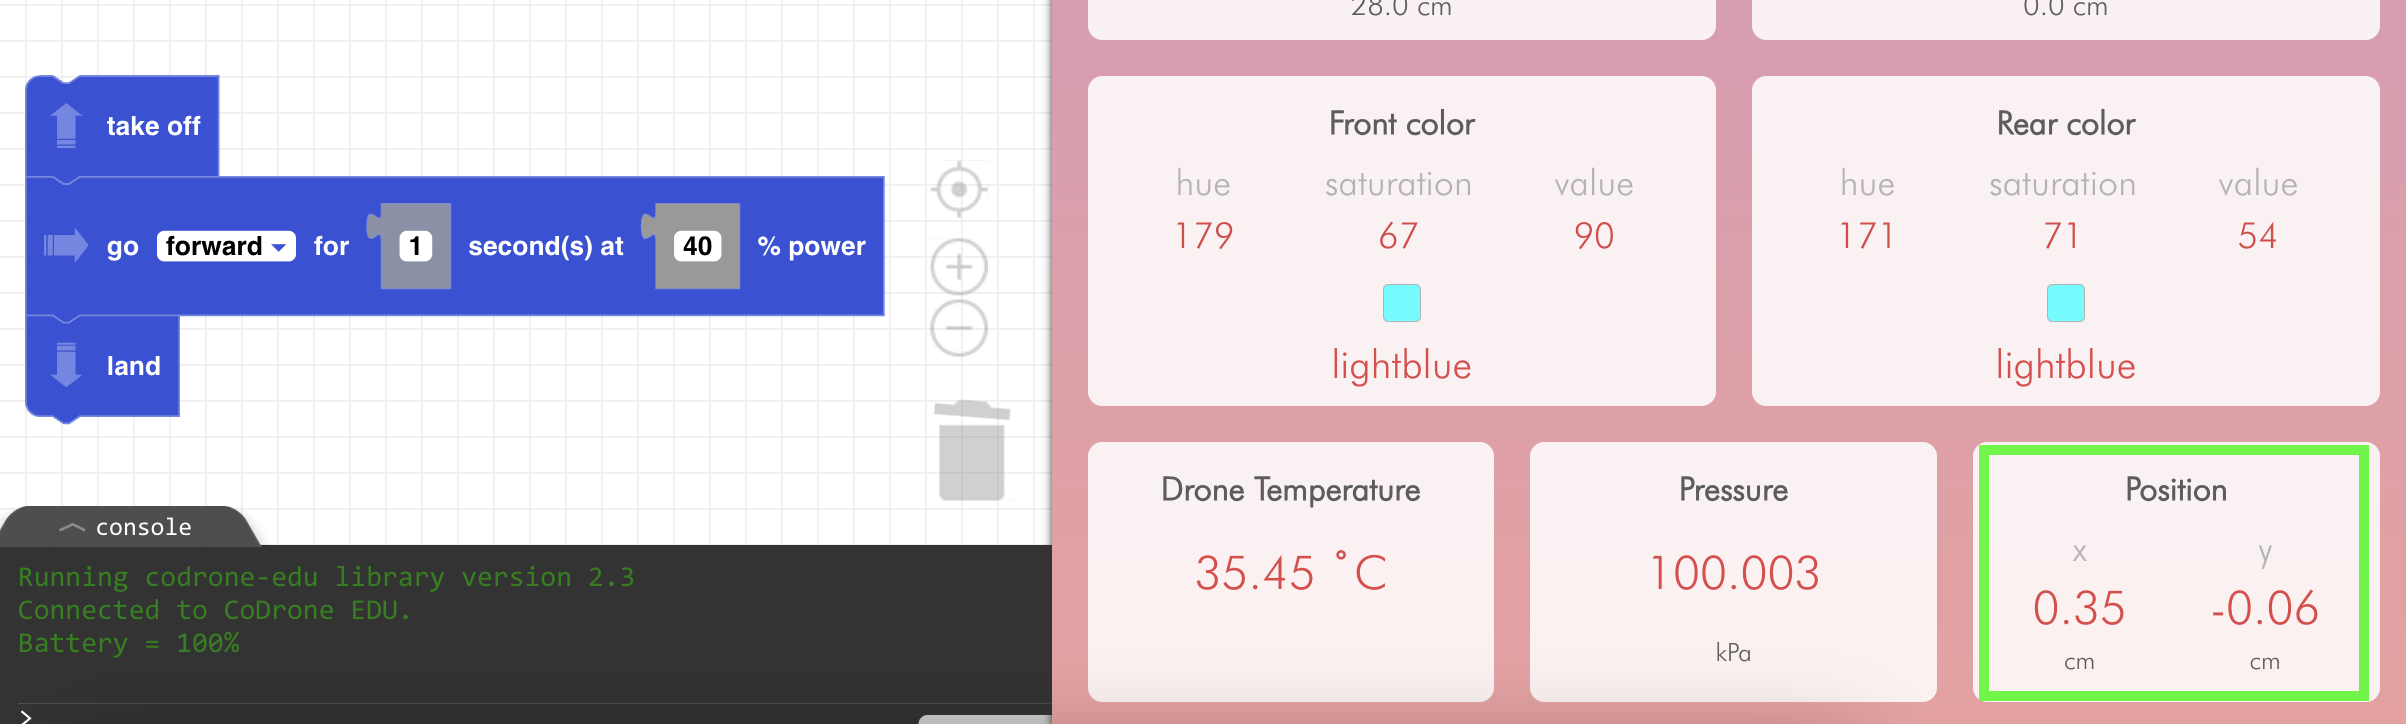 take off
go forward for 1 second(s) at 40 % power
land
console
Running codrone-edu library version 2.3
Connected to CoDrone EDU.
Battery = 100%
>
28.0 cm
0.0 cm
Front color
hue saturation value
179 67 90
lightblue
Rear color
hue saturation value
171 71 54
lightblue
Drone Temperature
35.45 °C
Pressure
100.003
kPa
Position
x y
0.35 -0.06
cm cm